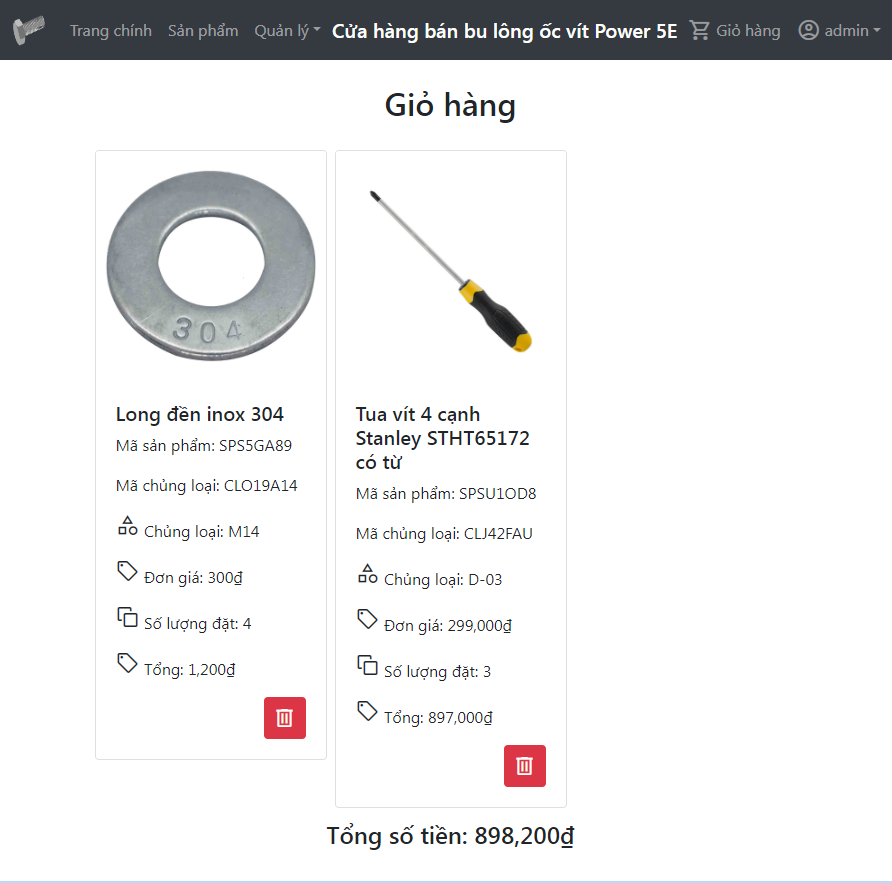 Trang chính Sản phẩm Quản lý Cửa hàng bán bu lông ốc vít Power 5E Giỏ hàng admin
Giỏ hàng
304
Long đền inox 304
Mã sản phẩm: SPS5GA89
Mã chủng loại: CLO19A14
Chủng loại: M14
Đơn giá: 300₫
Số lượng đặt: 4
Tổng: 1,200₫
Tua vít 4 cạnh
Stanley STHT65172
có từ
Mã sản phẩm: SPSU1OD8
Mã chủng loại: CLJ42FAU
Chủng loại: D-03
Đơn giá: 299,000₫
Số lượng đặt: 3
Tổng: 897,000₫
Tổng số tiền: 898,200₫